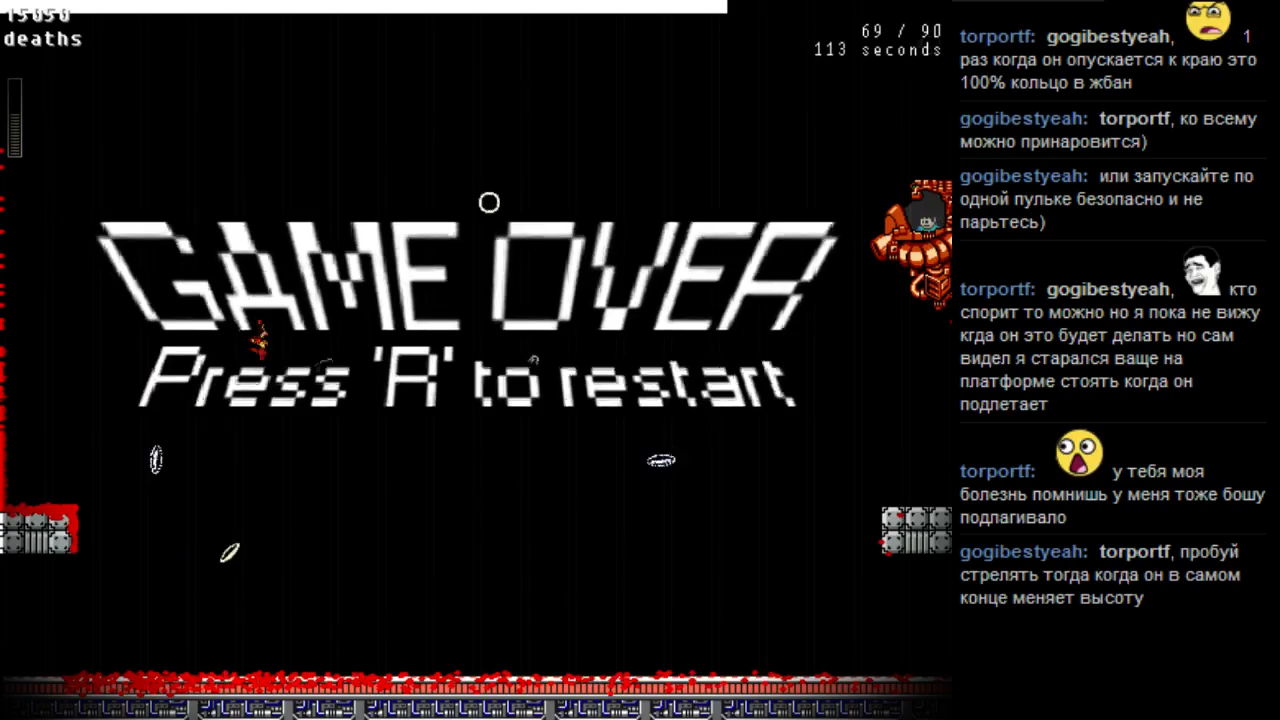 15050
deaths
69 / 90
113 seconds
GAME OVER
Press 'R' to restart
torportf: gogibestyeah, 1
раз когда он опускается к краю это
100% кольцо в жбан
gogibestyeah: torportf, ко всему
можно принаровится)
gogibestyeah: или запускайте по
одной пульке безопасно и не
парьтесь)
torportf: gogibestyeah, кто
спорит то можно но я пока не вижу
кгда он это будет делать но сам
видел я старался ваще на
платформе стоять когда он
подлетает
torportf: у тебя моя
болезнь помнишь у меня тоже бошу
подлагивало
gogibestyeah: torportf, пробуй
стрелять тогда когда он в самом
конце меняет высоту